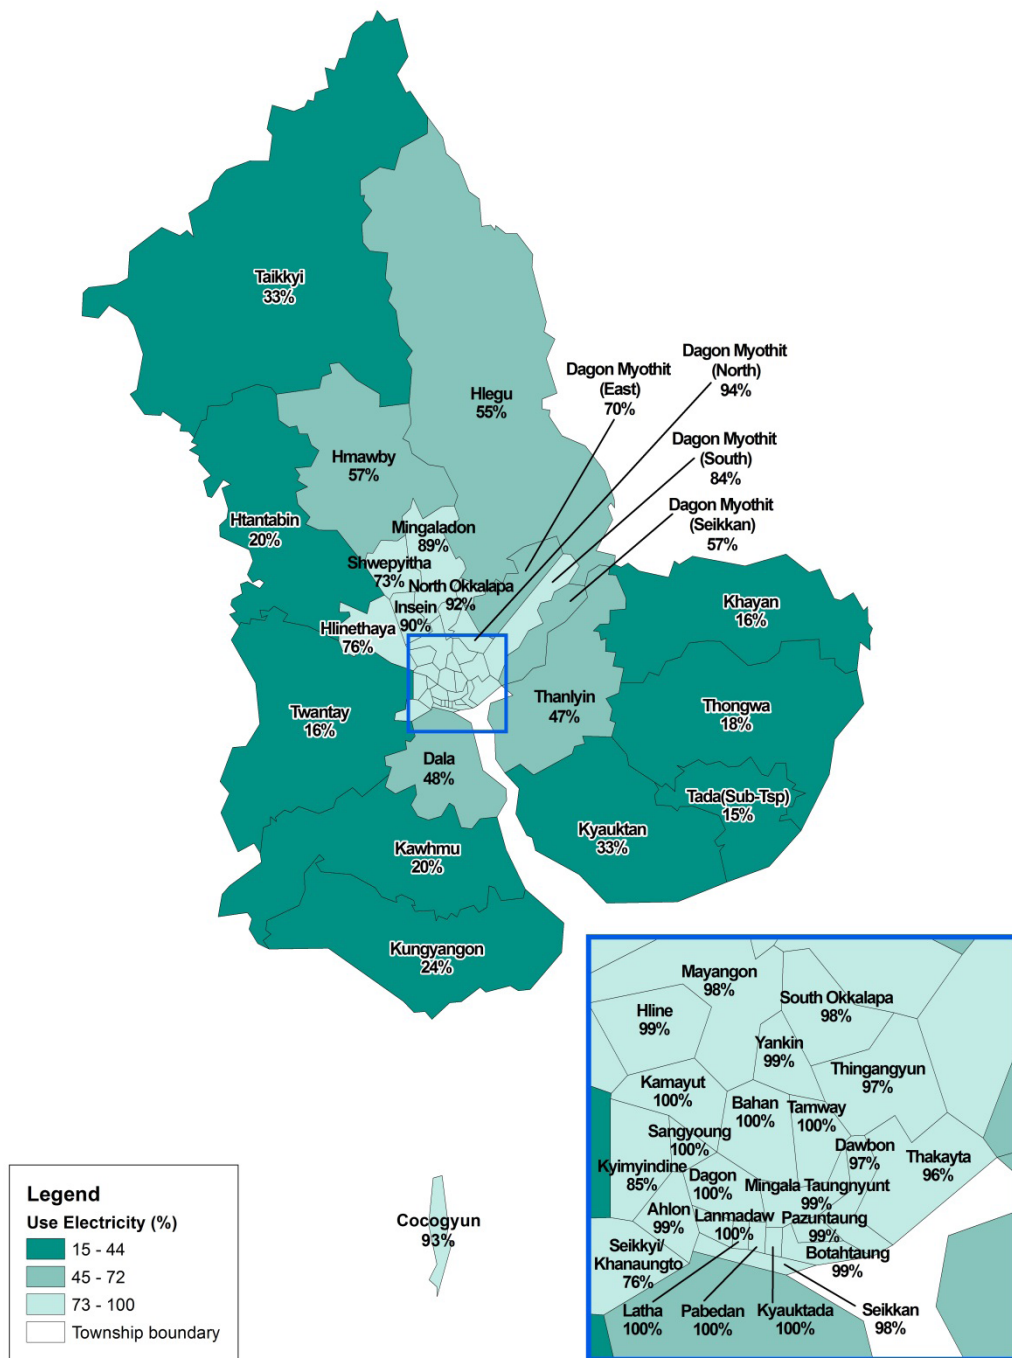 Taikkyi
33%
Hlegu
55%
Dagon Myothit
(East)
70%
Dagon Myothit
(North)
94%
Dagon Myothit
(South)
84%
Dagon Myothit
(Seikkan)
57%
Hmawby
57%
Htantabin
20%
Mingaladon
89%
Shwepyitha
73%
North Okkalapa
92%
Insein
90%
Hlinethaya
76%
Khayan
16%
Thanlyin
47%
Thongwa
18%
Twantay
16%
Dala
48%
Tada(Sub-Tsp)
15%
Kyauktan
33%
Kawhmu
20%
Kungyangon
24%
Mayangon
98%
South Okkalapa
98%
Hline
99%
Yankin
99%
Thingangyun
97%
Kamayut
100%
Bahan
100%
Tamway
100%
Sangyoung
100%
Dawbon
97%
Thakayta
96%
Kyimyindine
85%
Dagon
100%
Mingala Taungnyunt
99%
Ahlon
99%
Lanmadaw
100%
Pazuntaung
99%
Botahtaung
99%
Seikkyi/
Khanaungto
76%
Latha
100%
Pabedan
100%
Kyauktada
100%
Seikkan
98%
Cocogyun
93%
Legend
Use Electricity (%)
15 - 44
45 - 72
73 - 100
Township boundary